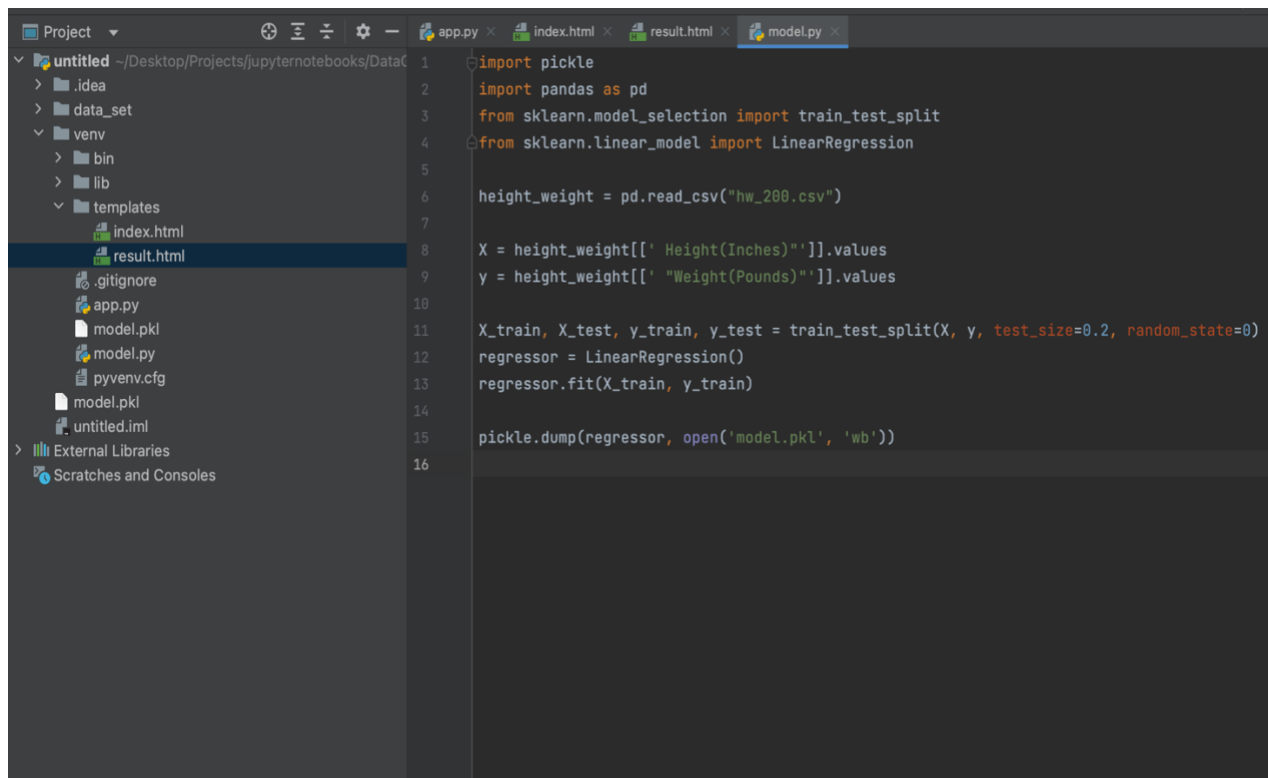 Project
untitled ~/Desktop/Projects/jupyternotebooks/DataC
.idea
data_set
venv
bin
lib
templates
index.html
result.html
.gitignore
app.py
model.pkl
model.py
pyvenv.cfg
model.pkl
untitled.iml
External Libraries
Scratches and Consoles
app.py index.html result.html model.py
1 import pickle
2 import pandas as pd
3 from sklearn.model_selection import train_test_split
4 from sklearn.linear_model import LinearRegression
5
6 height_weight = pd.read_csv("hw_200.csv")
7
8 X = height_weight[[' Height(Inches)"']].values
9 y = height_weight[[' "Weight(Pounds)"']].values
10
11 X_train, X_test, y_train, y_test = train_test_split(X, y, test_size=0.2, random_state=0)
12 regressor = LinearRegression()
13 regressor.fit(X_train, y_train)
14
15 pickle.dump(regressor, open('model.pkl', 'wb'))
16